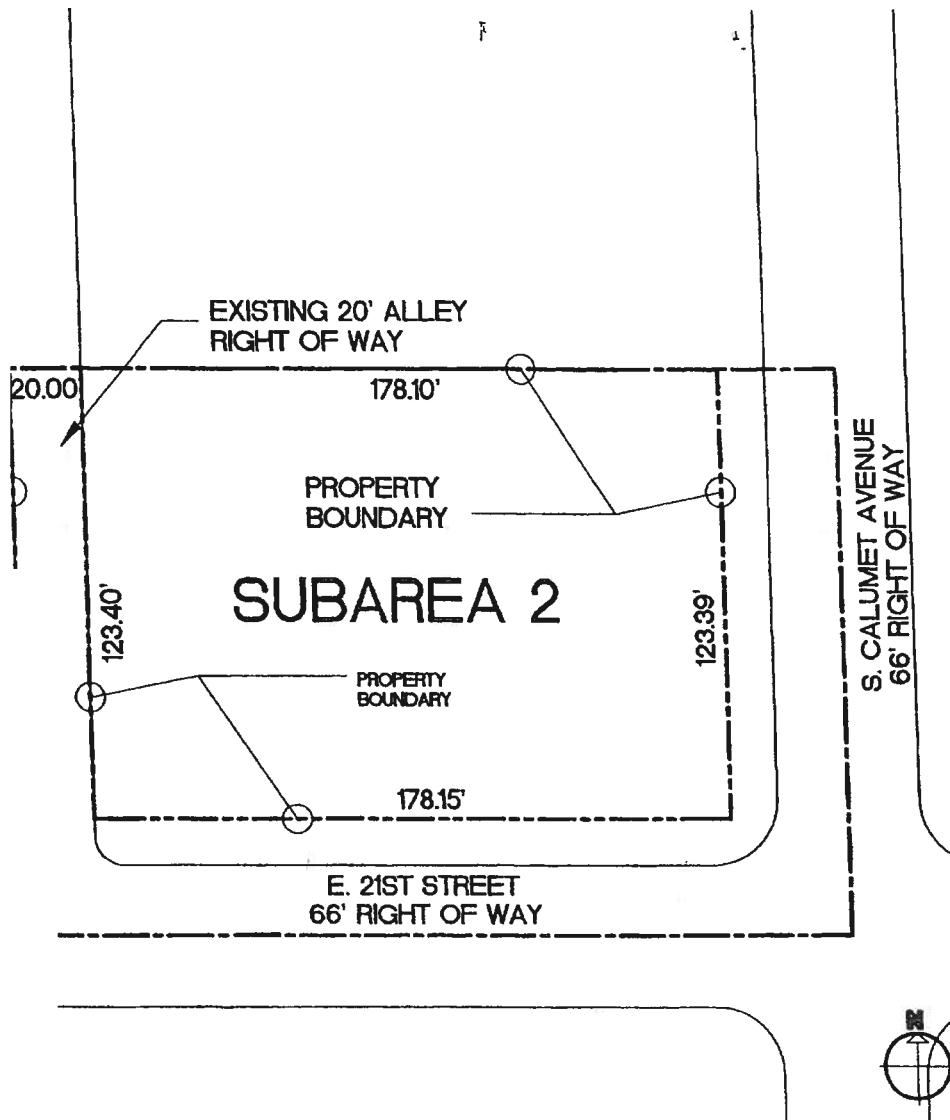 EXISTING 20' ALLEY
RIGHT OF WAY
20.00
178.10'
PROPERTY
BOUNDARY
S. CALUMET AVENUE
66' RIGHT OF WAY
SUBAREA 2
123.40'
123.39'
PROPERTY
BOUNDARY
178.15'
E. 21ST STREET
66' RIGHT OF WAY